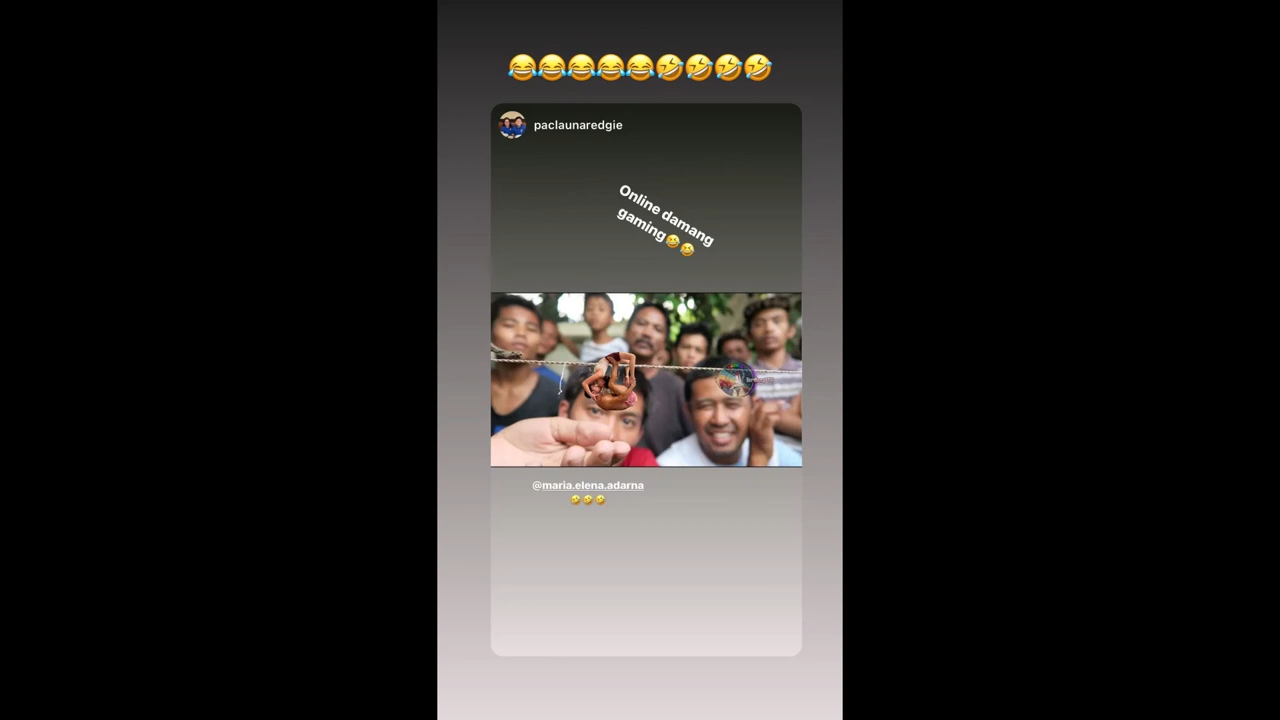 😂😂😂😂😂🤣🤣🤣🤣
paclaunaredgie
Online damang
gaming😂😂
@maria.elena.adarna
🤣🤣🤣